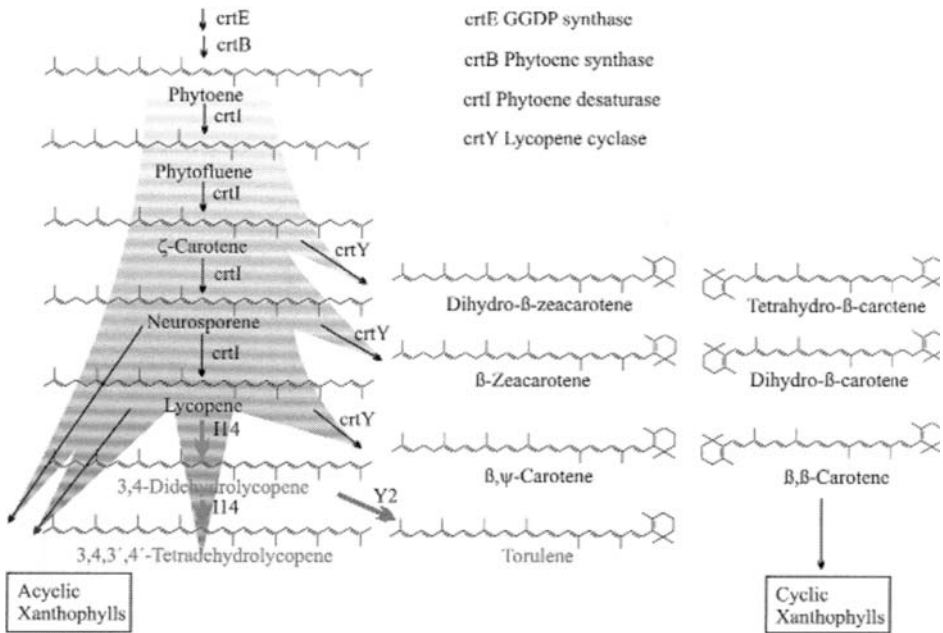 crtE
crtB
Phytoene
crtI
Phytofluene
crtI
ζ-Carotene
crtY
crtI
Neurosporene
crtY
crtI
Lycopene
crtY
I14
3,4-Didehydrolycopene
I14
Y2
3,4,3´,4´-Tetradehydrolycopene
Acyclic
Xanthophylls
crtE GGDP synthase
crtB Phytoene synthase
crtI Phytoene desaturase
crtY Lycopene cyclase
Dihydro-ß-zeacarotene
Tetrahydro-ß-carotene
ß-Zeacarotene
Dihydro-ß-carotene
ß,ψ-Carotene
ß,ß-Carotene
Torulene
Cyclic
Xanthophylls